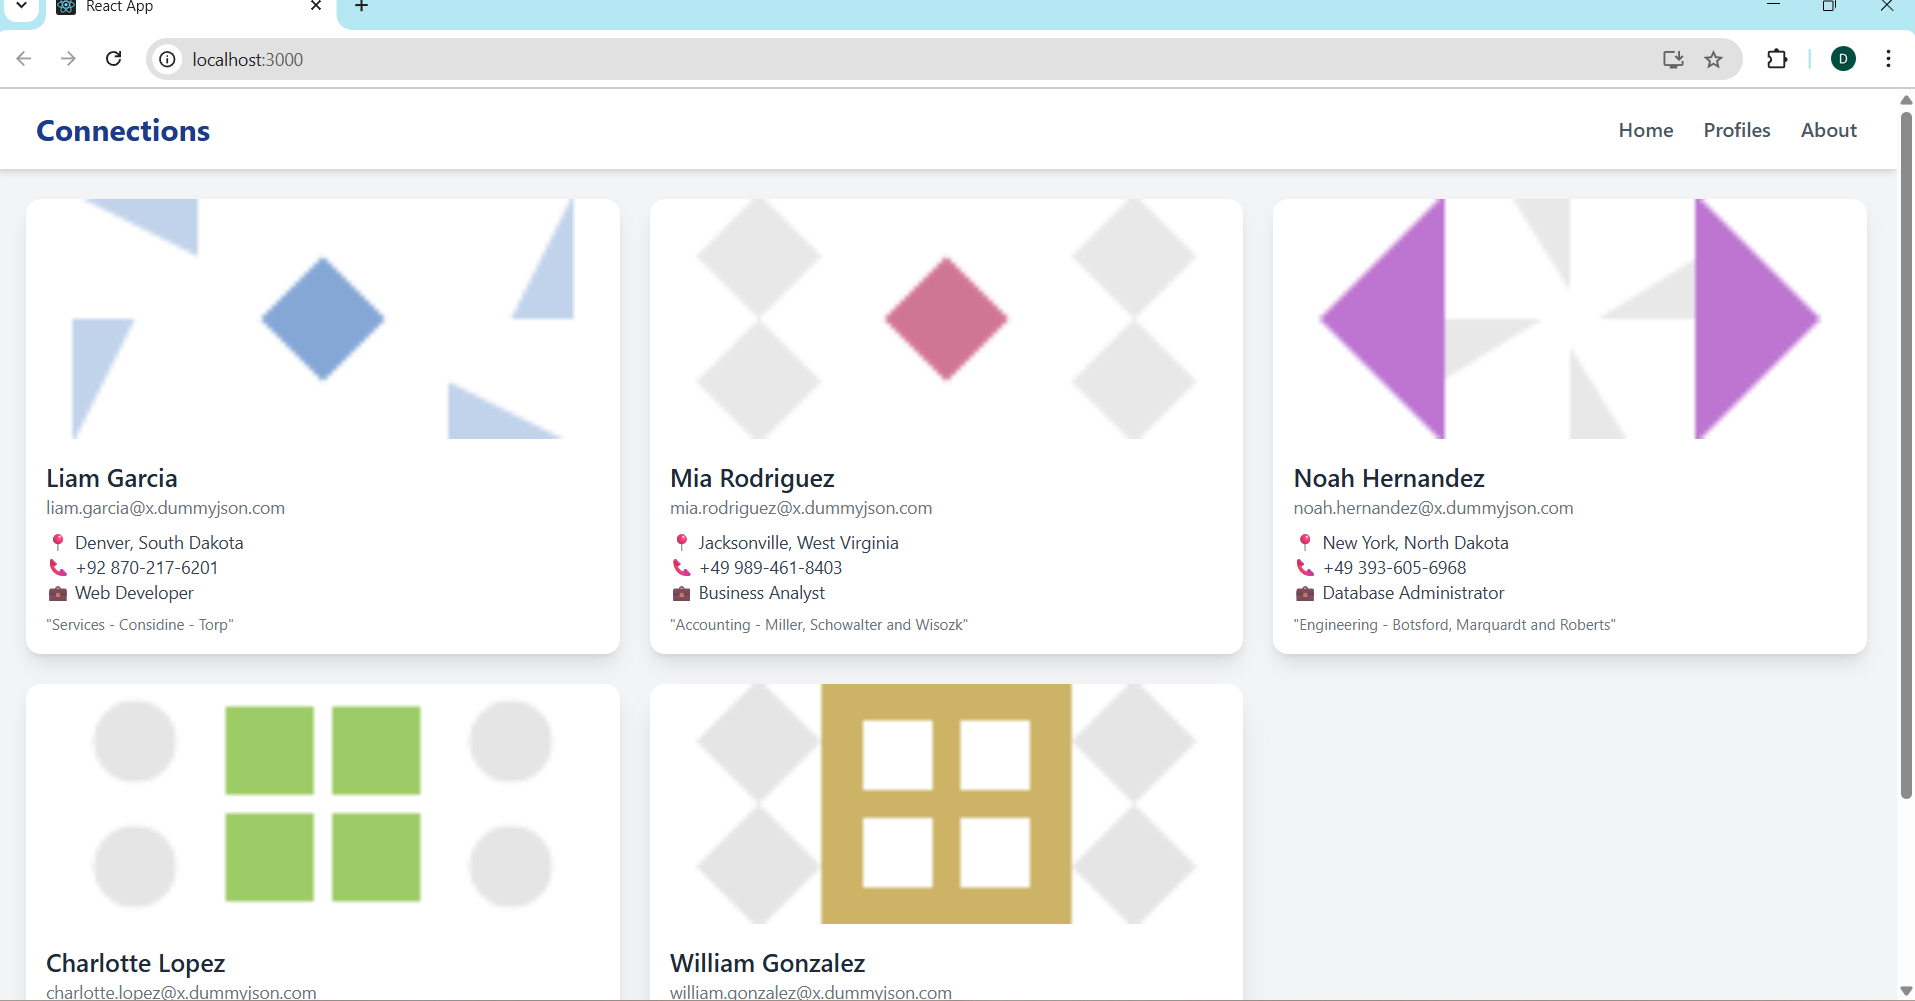 React App
localhost:3000
D
Connections
Home Profiles About
Liam Garcia
liam.garcia@x.dummyjson.com
Denver, South Dakota
+92 870-217-6201
Web Developer
"Services - Considine - Torp"
Mia Rodriguez
mia.rodriguez@x.dummyjson.com
Jacksonville, West Virginia
+49 989-461-8403
Business Analyst
"Accounting - Miller, Schowalter and Wisozk"
Noah Hernandez
noah.hernandez@x.dummyjson.com
New York, North Dakota
+49 393-605-6968
Database Administrator
"Engineering - Botsford, Marquardt and Roberts"
Charlotte Lopez
charlotte.lopez@x.dummyjson.com
William Gonzalez
william.gonzalez@x.dummyjson.com